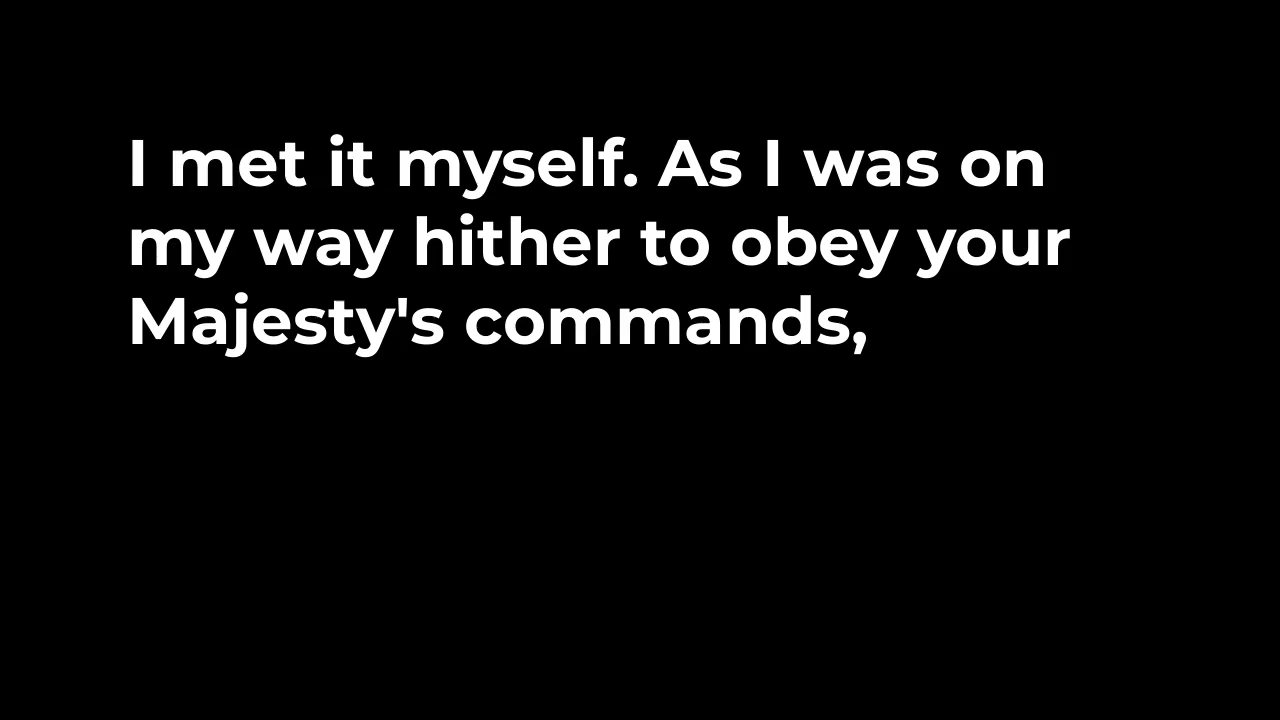 I met it myself. As I was on
my way hither to obey your
Majesty's commands,